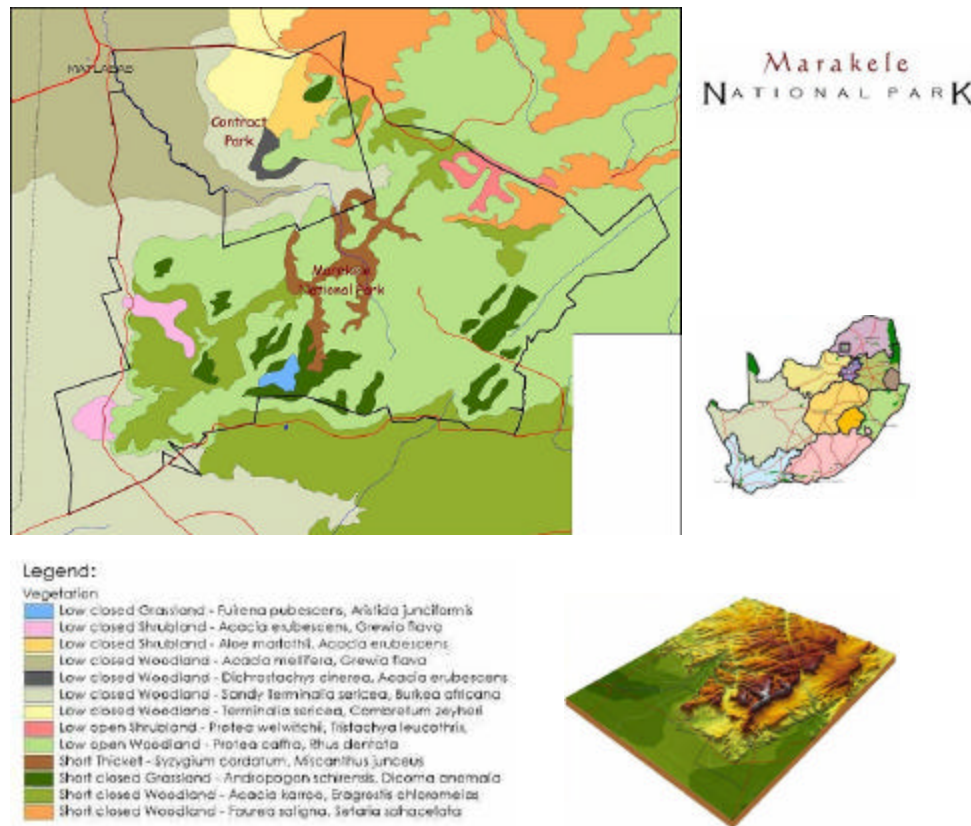 MATLABAS
Contract
Park
Marakele
National Park
Marakele
NATIONAL PARK
Legend:
Vegetation
Low closed Grassland - Fuirena pubescens, Aristida junciformis
Low closed Shrubland - Acacia erubescens, Grewia flava
Low closed Shrubland - Aloe marlothii, Acacia erubescens
Low closed Woodland - Acacia mellifera, Grewia flava
Low closed Woodland - Dichrostachys cinerea, Acacia erubescens
Low closed Woodland - Sandy Terminalia sericea, Burkea africana
Low closed Woodland - Terminalia sericea, Combretum zeyheri
Low open Shrubland - Protea welwitchii, Tristachya leucothrix,
Low open Woodland - Protea caffra, Rhus dentata
Short Thicket - Syzygium cordatum, Miscanthus junceus
Short closed Grassland - Andropogon schirensis, Dicoma anomala
Short closed Woodland - Acacia karroo, Eragrostis chloromelas
Short closed Woodland - Faurea saligna, Setaria sphacelata